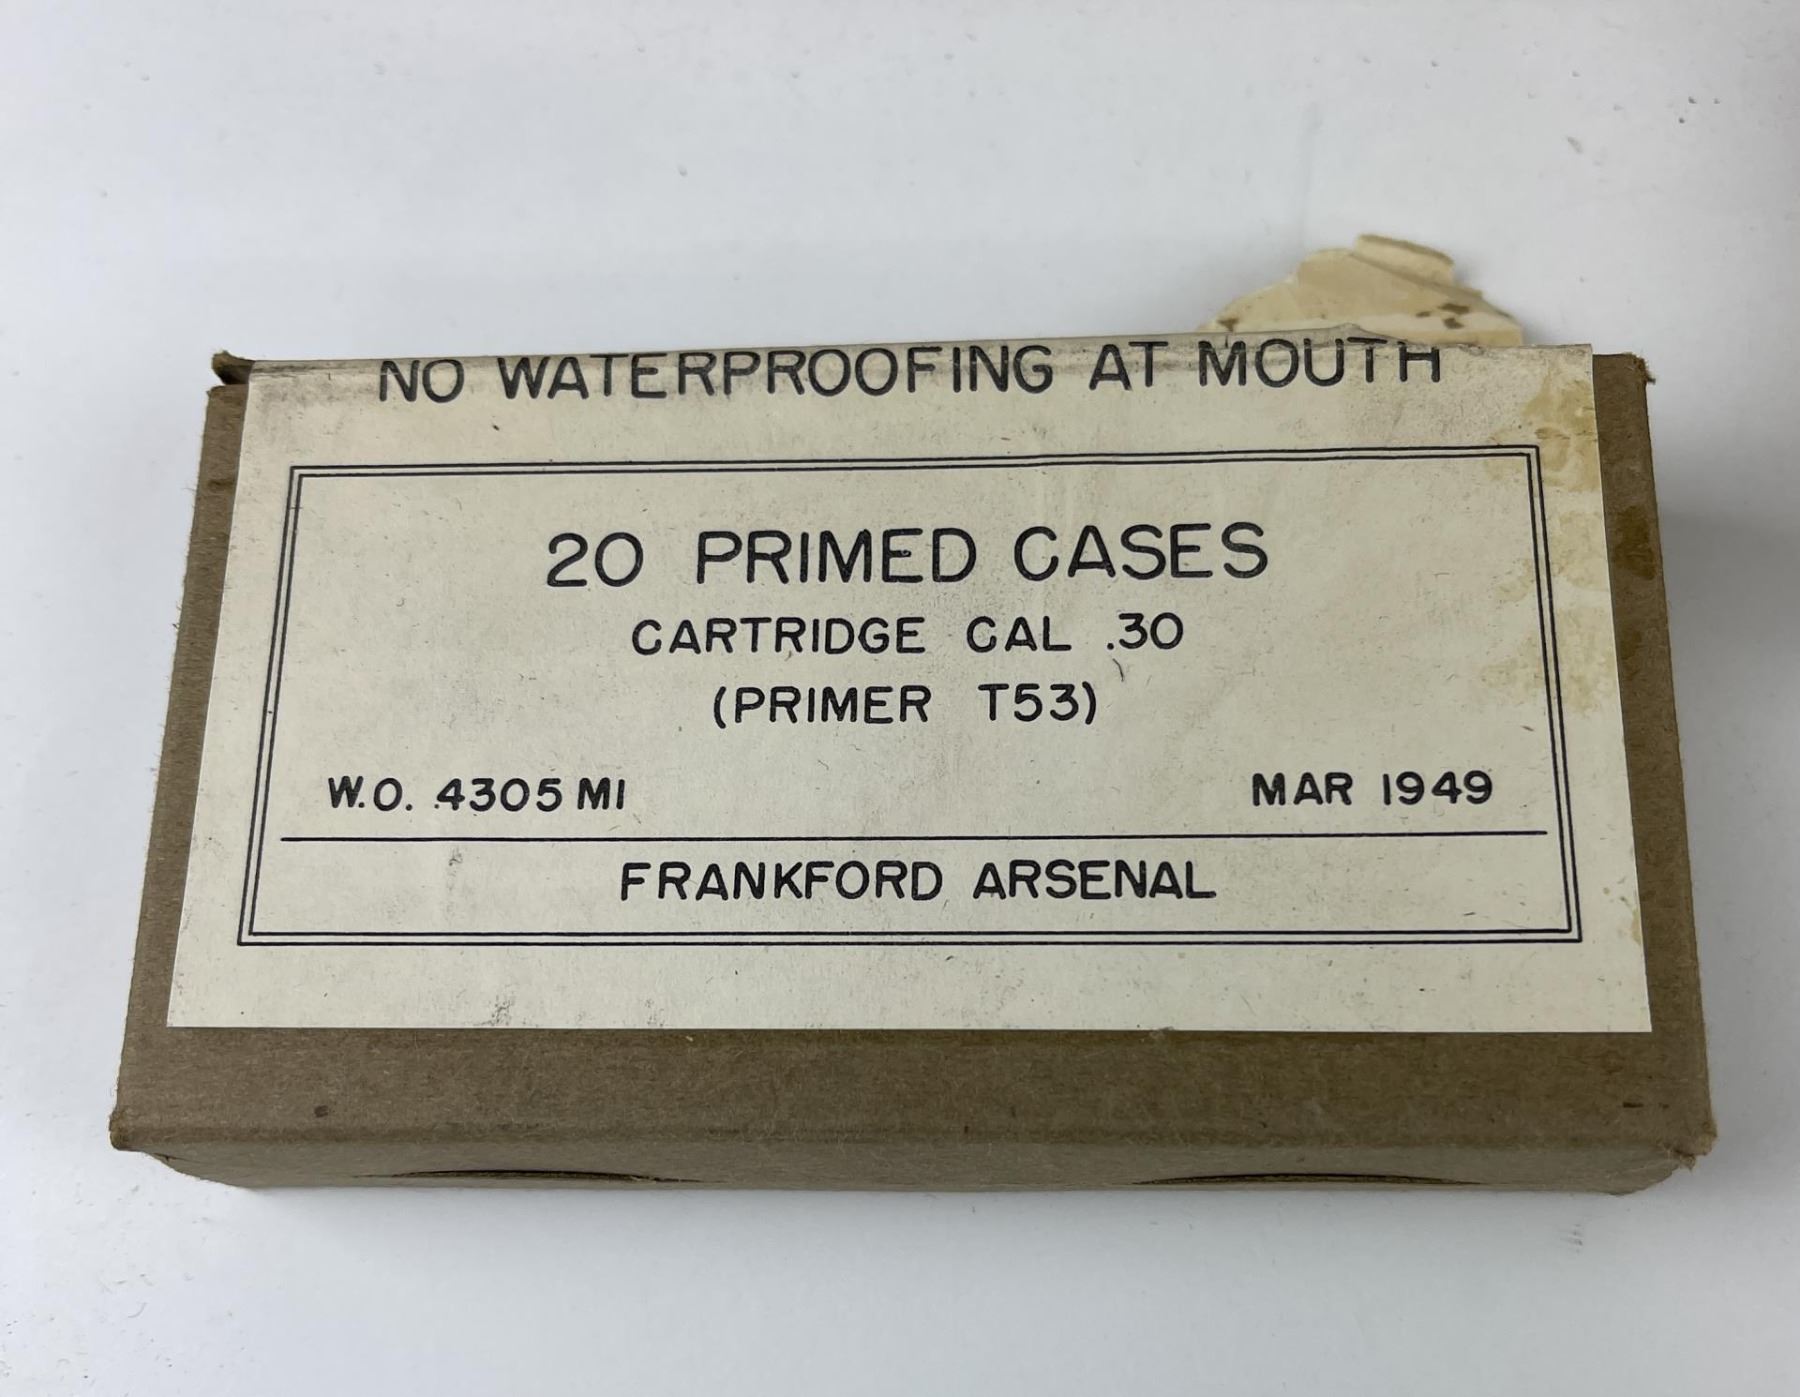 NO WATERPROOFING AT MOUTH
20 PRIMED CASES
CARTRIDGE CAL .30
(PRIMER T53)
W.O. 4305 MI MAR 1949
FRANKFORD ARSENAL